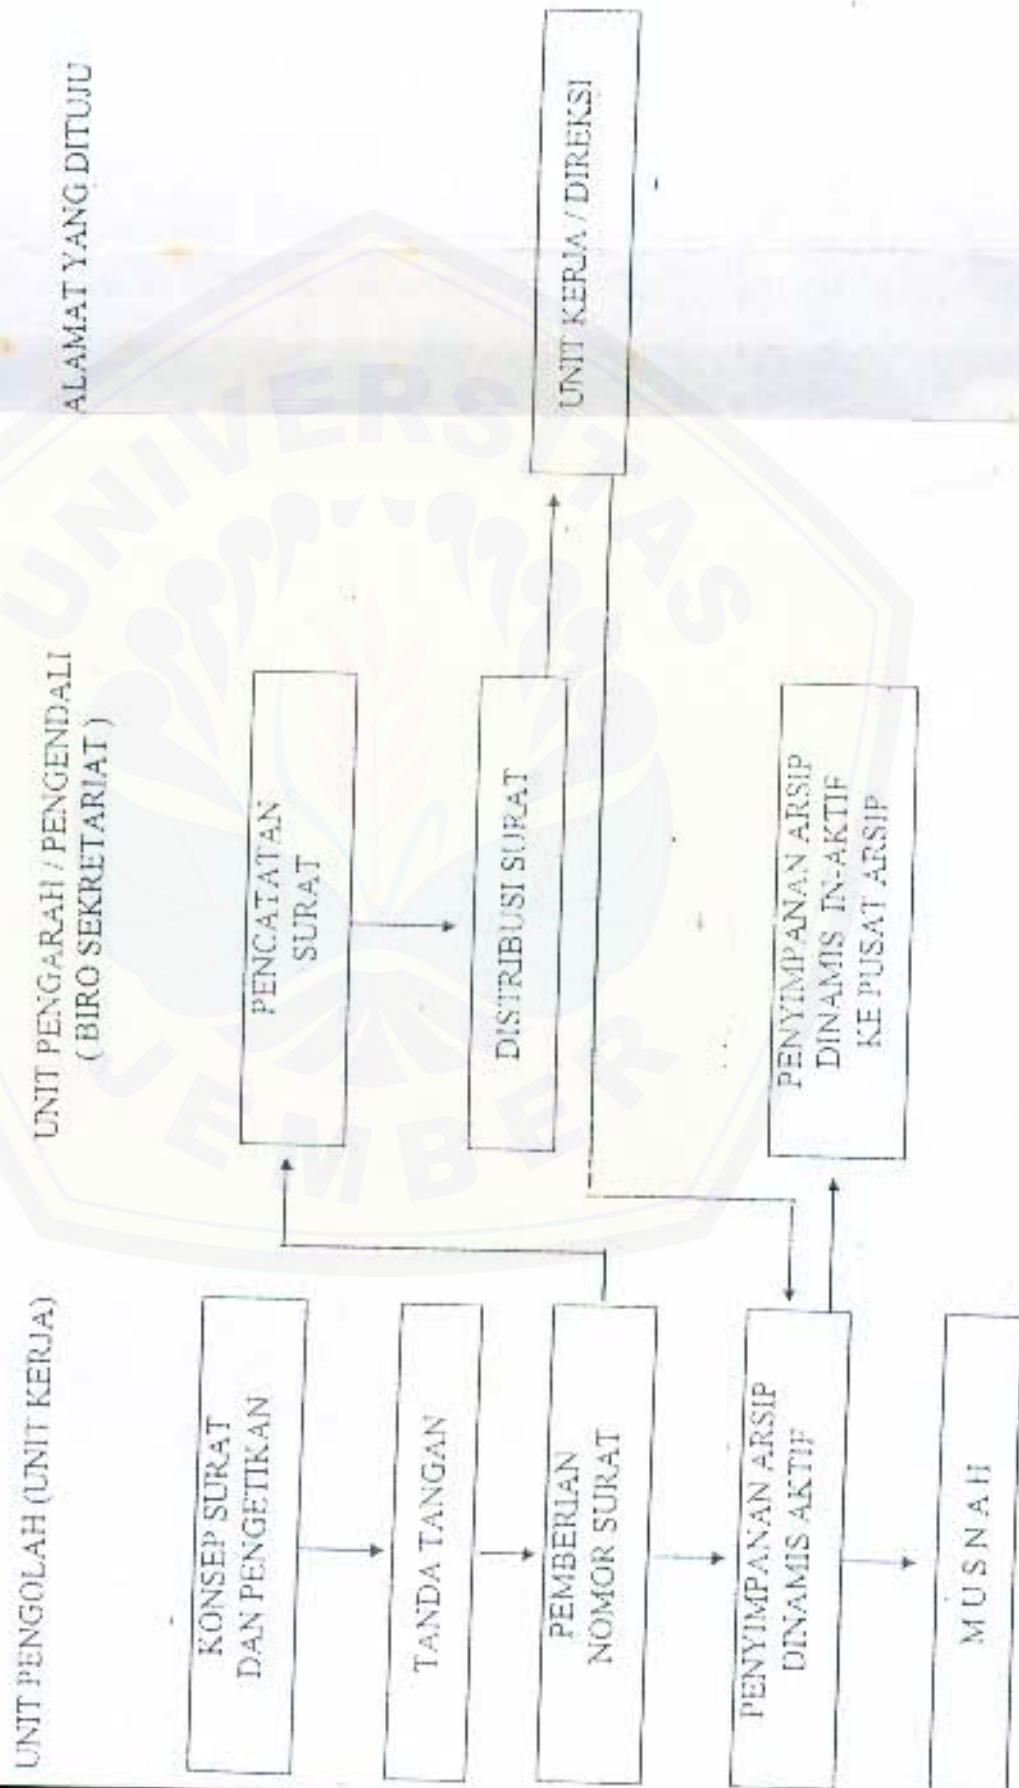 UNIT PENGOLAH (UNIT KERJA)
UNIT PENGARAH / PENGENDALI
( BIRO SEKRETARIAT )
ALAMAT YANG DITUJU
KONSEP SURAT
DAN PENGETIKAN
TANDA TANGAN
PEMBERIAN
NOMOR SURAT
PENYIMPANAN ARSIP
DINAMIS AKTIF
M U S N A H
PENCATATAN
SURAT
DISTRIBUSI SURAT
PENYIMPANAN ARSIP
DINAMIS IN-AKTIF
KE PUSAT ARSIP
UNIT KERJA / DIREKSI
UNIVERSITAS
JEMBER